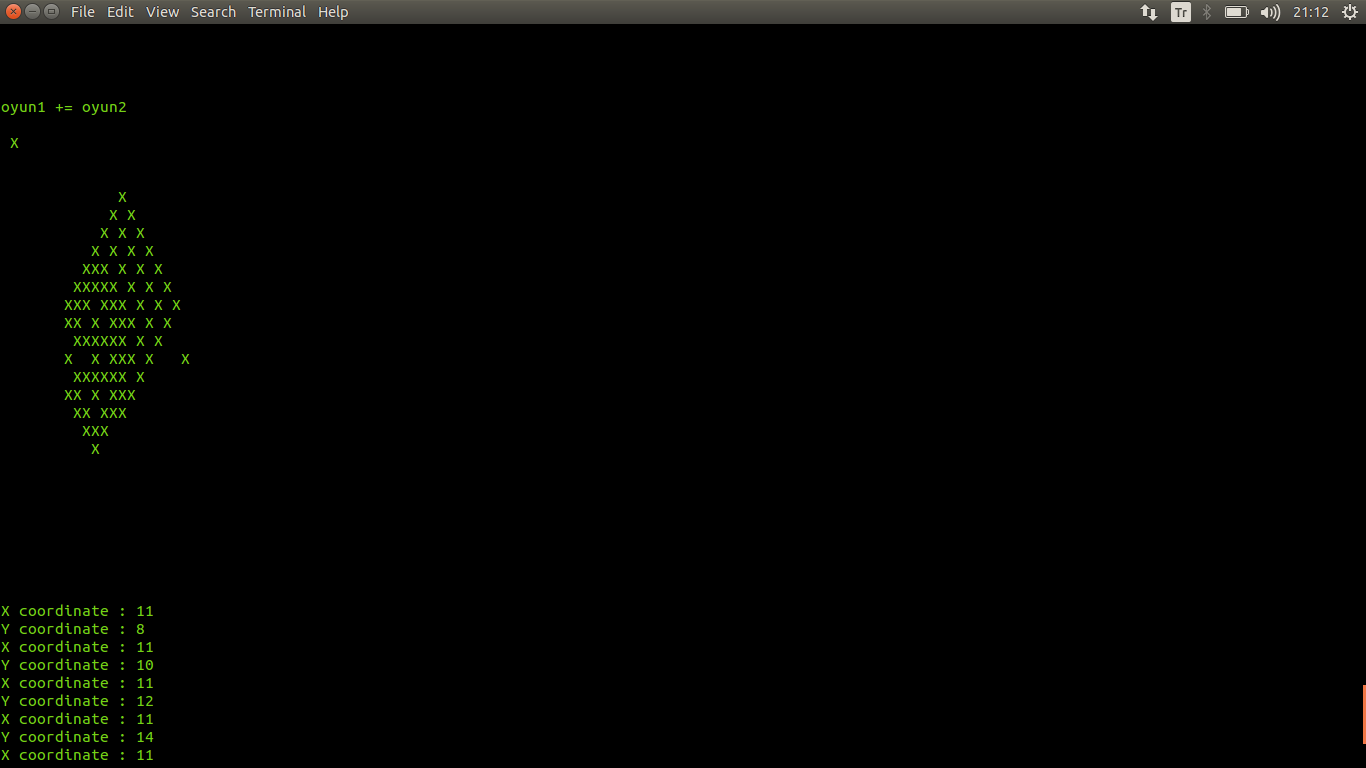 File Edit View Search Terminal Help Tr 21:12
oyun1 += oyun2
 X
             X
            X X
           X X X
          X X X X
         XXX X X X
        XXXXX X X X
       XXX XXX X X X
       XX X XXX X X
        XXXXXX X X
       X  X XXX X   X
        XXXXXX X
       XX X XXX
        XX XXX
         XXX
          X
X coordinate : 11
Y coordinate : 8
X coordinate : 11
Y coordinate : 10
X coordinate : 11
Y coordinate : 12
X coordinate : 11
Y coordinate : 14
X coordinate : 11